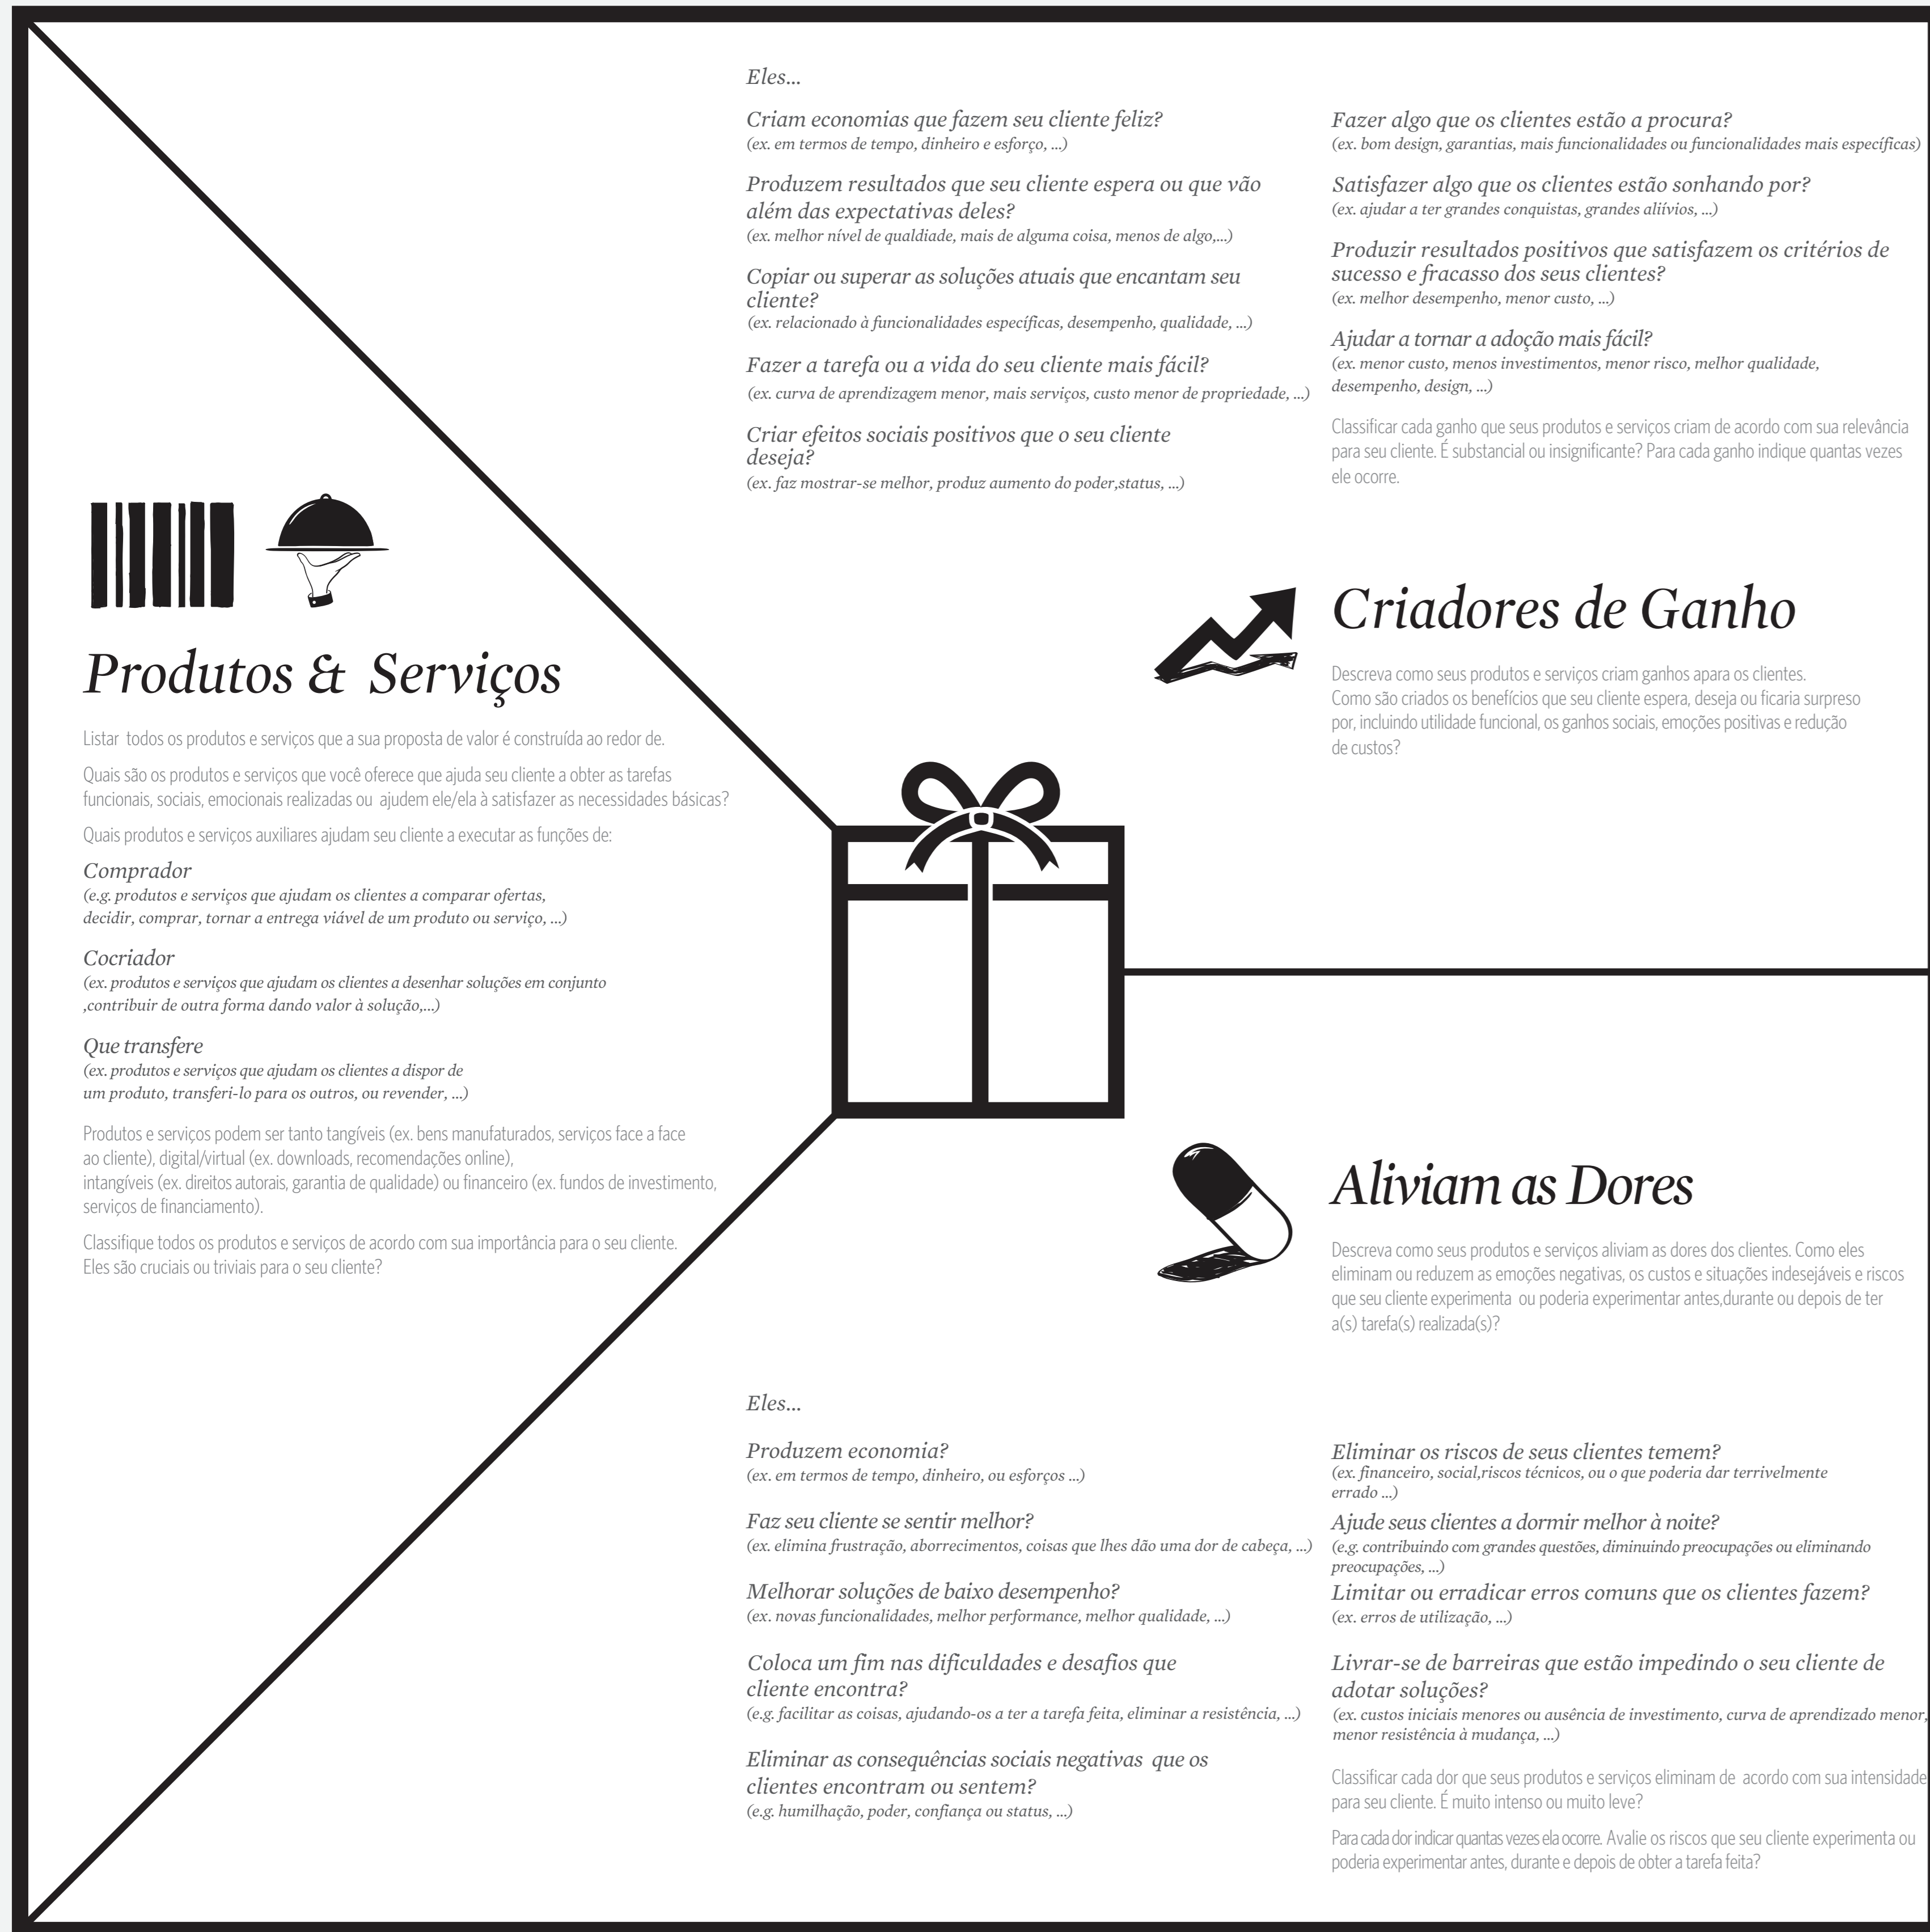 Produtos & Serviços
Listar todos os produtos e serviços que a sua proposta de valor é construída ao redor de.
Quais são os produtos e serviços que você oferece que ajuda seu cliente a obter as tarefas
funcionais, sociais, emocionais realizadas ou ajudem ele/ela à satisfazer as necessidades básicas?
Quais produtos e serviços auxiliares ajudam seu cliente a executar as funções de:
Comprador
(e.g. produtos e serviços que ajudam os clientes a comparar ofertas,
decidir, comprar, tornar a entrega viável de um produto ou serviço, ...)
Cocriador
(ex. produtos e serviços que ajudam os clientes a desenhar soluções em conjunto
,contribuir de outra forma dando valor à solução,...)
Que transfere
(ex. produtos e serviços que ajudam os clientes a dispor de
um produto, transferi-lo para os outros, ou revender, ...)
Produtos e serviços podem ser tanto tangíveis (ex. bens manufaturados, serviços face a face
ao cliente), digital/virtual (ex. downloads, recomendações online),
intangíveis (ex. direitos autorais, garantia de qualidade) ou financeiro (ex. fundos de investimento,
serviços de financiamento).
Classifique todos os produtos e serviços de acordo com sua importância para o seu cliente.
Eles são cruciais ou triviais para o seu cliente?
Eles...
Criam economias que fazem seu cliente feliz?
(ex. em termos de tempo, dinheiro e esforço, ...)
Produzem resultados que seu cliente espera ou que vão
além das expectativas deles?
(ex. melhor nível de qualdiade, mais de alguma coisa, menos de algo,...)
Copiar ou superar as soluções atuais que encantam seu
cliente?
(ex. relacionado à funcionalidades específicas, desempenho, qualidade, ...)
Fazer a tarefa ou a vida do seu cliente mais fácil?
(ex. curva de aprendizagem menor, mais serviços, custo menor de propriedade, ...)
Criar efeitos sociais positivos que o seu cliente
deseja?
(ex. faz mostrar-se melhor, produz aumento do poder,status, ...)
Fazer algo que os clientes estão a procura?
(ex. bom design, garantias, mais funcionalidades ou funcionalidades mais específicas)
Satisfazer algo que os clientes estão sonhando por?
(ex. ajudar a ter grandes conquistas, grandes aliívios, ...)
Produzir resultados positivos que satisfazem os critérios de
sucesso e fracasso dos seus clientes?
(ex. melhor desempenho, menor custo, ...)
Ajudar a tornar a adoção mais fácil?
(ex. menor custo, menos investimentos, menor risco, melhor qualidade,
desempenho, design, ...)
Classificar cada ganho que seus produtos e serviços criam de acordo com sua relevância
para seu cliente. É substancial ou insignificante? Para cada ganho indique quantas vezes
ele ocorre.
Criadores de Ganho
Descreva como seus produtos e serviços criam ganhos apara os clientes.
Como são criados os benefícios que seu cliente espera, deseja ou ficaria surpreso
por, incluindo utilidade funcional, os ganhos sociais, emoções positivas e redução
de custos?
Aliviam as Dores
Descreva como seus produtos e serviços aliviam as dores dos clientes. Como eles
eliminam ou reduzem as emoções negativas, os custos e situações indesejáveis e riscos
que seu cliente experimenta ou poderia experimentar antes,durante ou depois de ter
a(s) tarefa(s) realizada(s)?
Eles...
Produzem economia?
(ex. em termos de tempo, dinheiro, ou esforços ...)
Faz seu cliente se sentir melhor?
(ex. elimina frustração, aborrecimentos, coisas que lhes dão uma dor de cabeça, ...)
Melhorar soluções de baixo desempenho?
(ex. novas funcionalidades, melhor performance, melhor qualidade, ...)
Coloca um fim nas dificuldades e desafios que
cliente encontra?
(e.g. facilitar as coisas, ajudando-os a ter a tarefa feita, eliminar a resistência, ...)
Eliminar as consequências sociais negativas que os
clientes encontram ou sentem?
(e.g. humilhação, poder, confiança ou status, ...)
Eliminar os riscos de seus clientes temem?
(ex. financeiro, social,riscos técnicos, ou o que poderia dar terrivelmente
errado ...)
Ajude seus clientes a dormir melhor à noite?
(e.g. contribuindo com grandes questões, diminuindo preocupações ou eliminando
preocupações, ...)
Limitar ou erradicar erros comuns que os clientes fazem?
(ex. erros de utilização, ...)
Livrar-se de barreiras que estão impedindo o seu cliente de
adotar soluções?
(ex. custos iniciais menores ou ausência de investimento, curva de aprendizado menor,
menor resistência à mudança, ...)
Classificar cada dor que seus produtos e serviços eliminam de acordo com sua intensidade
para seu cliente. É muito intenso ou muito leve?
Para cada dor indicar quantas vezes ela ocorre. Avalie os riscos que seu cliente experimenta ou
poderia experimentar antes, durante e depois de obter a tarefa feita?